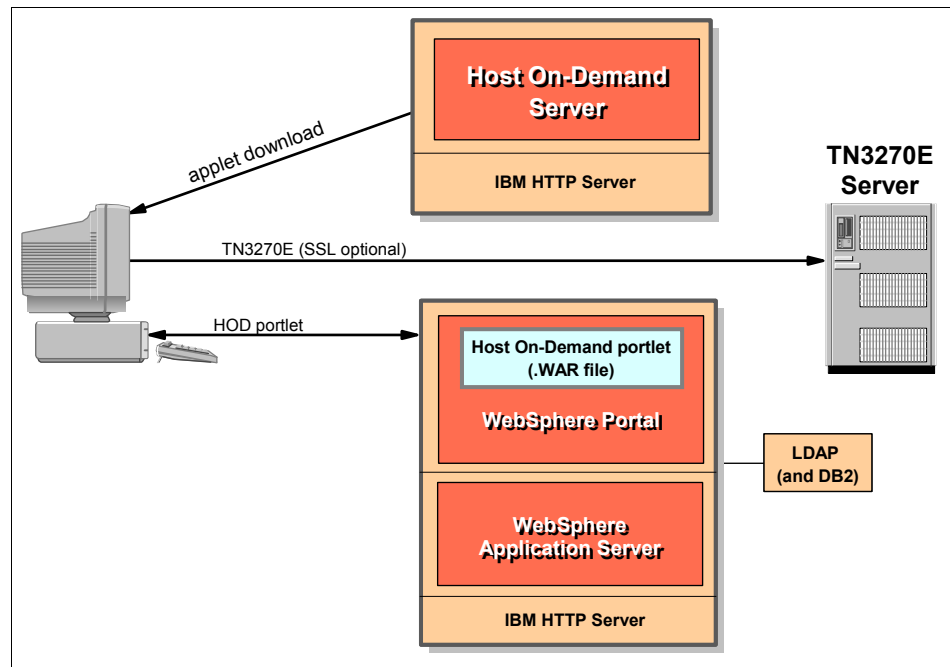 Host On-Demand
Server
IBM HTTP Server
applet download
TN3270E
Server
TN3270E (SSL optional)
HOD portlet
Host On-Demand portlet
(.WAR file)
WebSphere Portal
LDAP
(and DB2)
WebSphere
Application Server
IBM HTTP Server